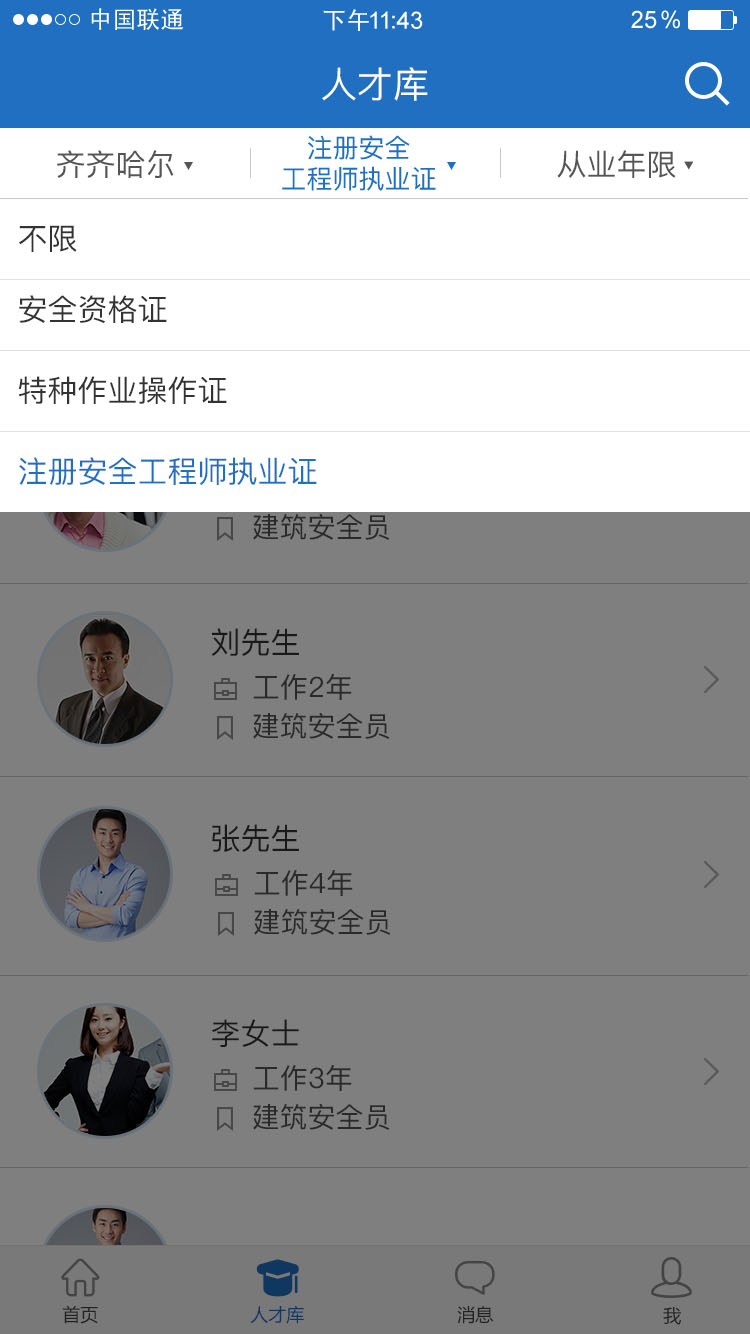 中国联通 下午11:43 25%
人才库
齐齐哈尔 注册安全 从业年限
工程师执业证
不限
安全资格证
特种作业操作证
注册安全工程师执业证
建筑安全员
刘先生
工作2年
建筑安全员
张先生
工作4年
建筑安全员
李女士
工作3年
建筑安全员
首页 人才库 消息 我